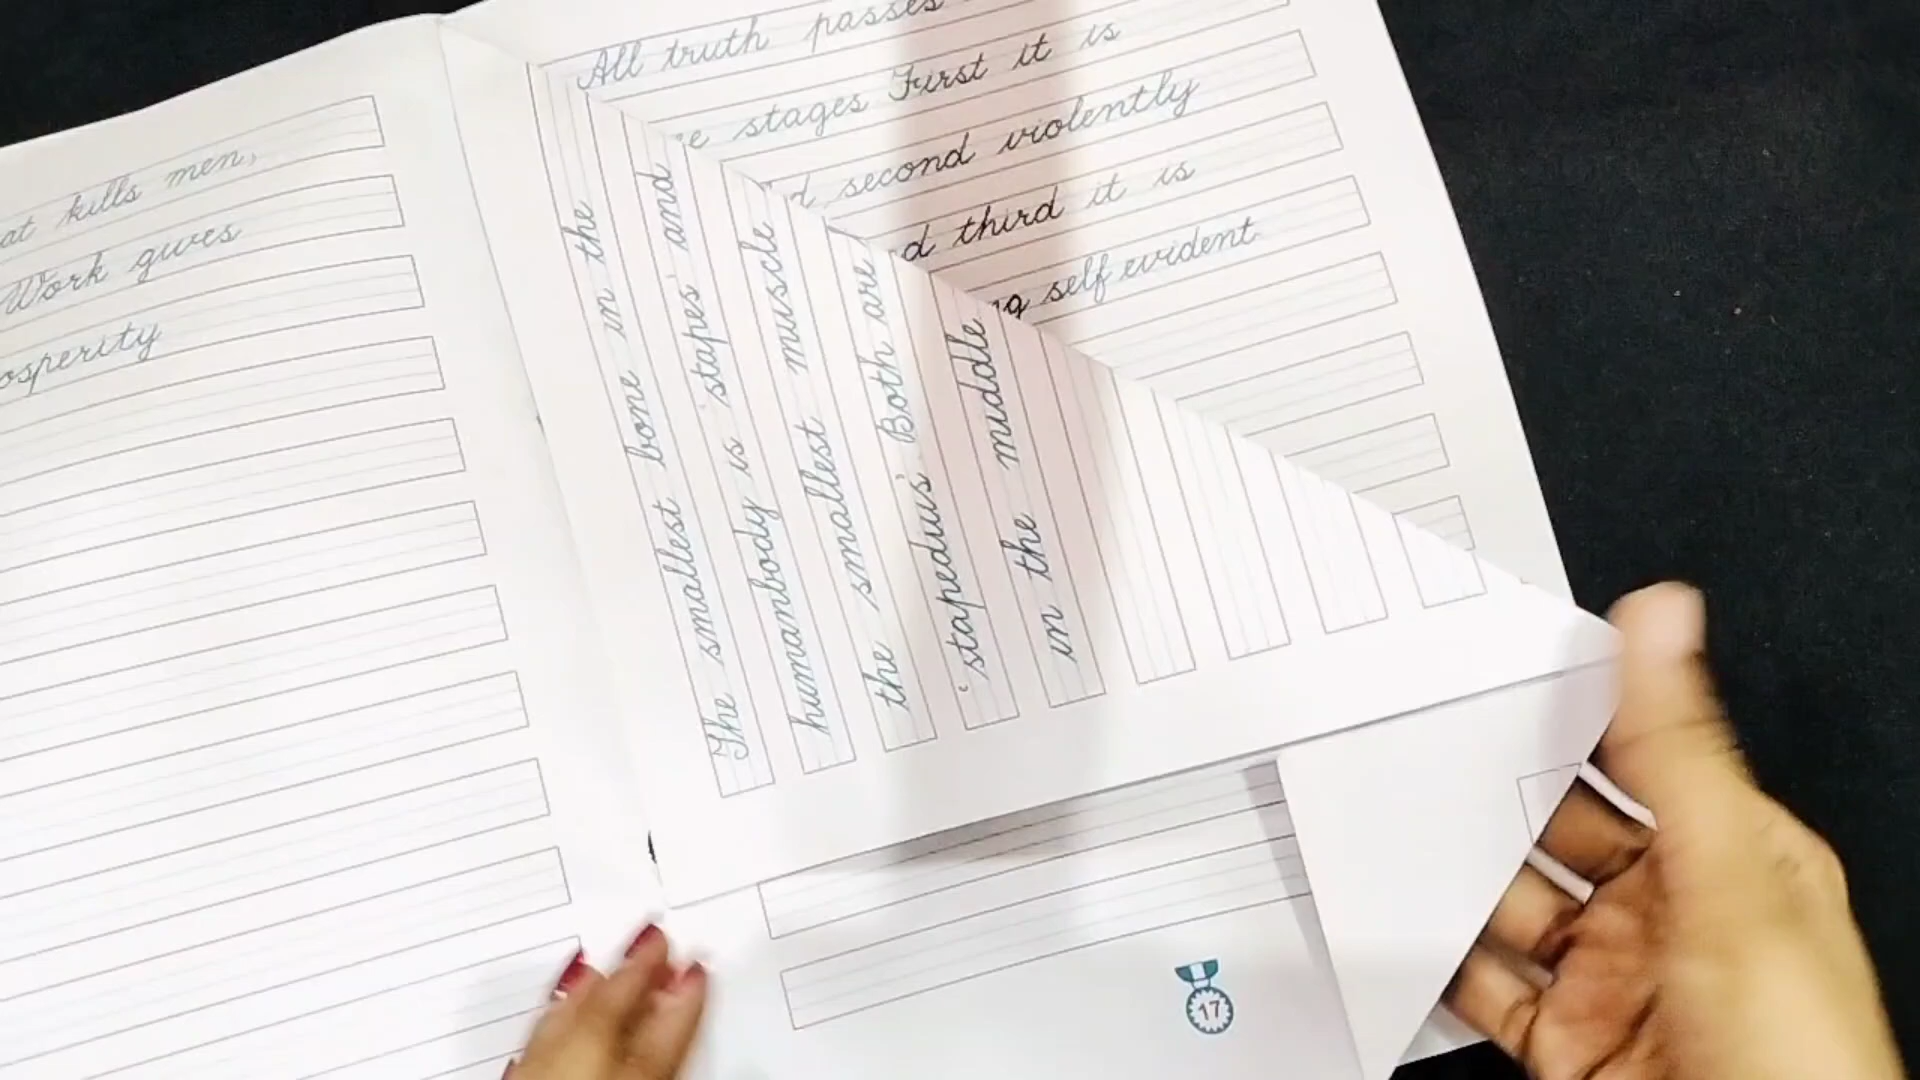 at kills men,
Work gives
osperity
All truth passes
e stages First it is
d second violently
d third it is
ng self evident
The smallest bone in the
humanbody is 'stapes' and
the smallest muscle
'stapedius' Both are
in the middle
17